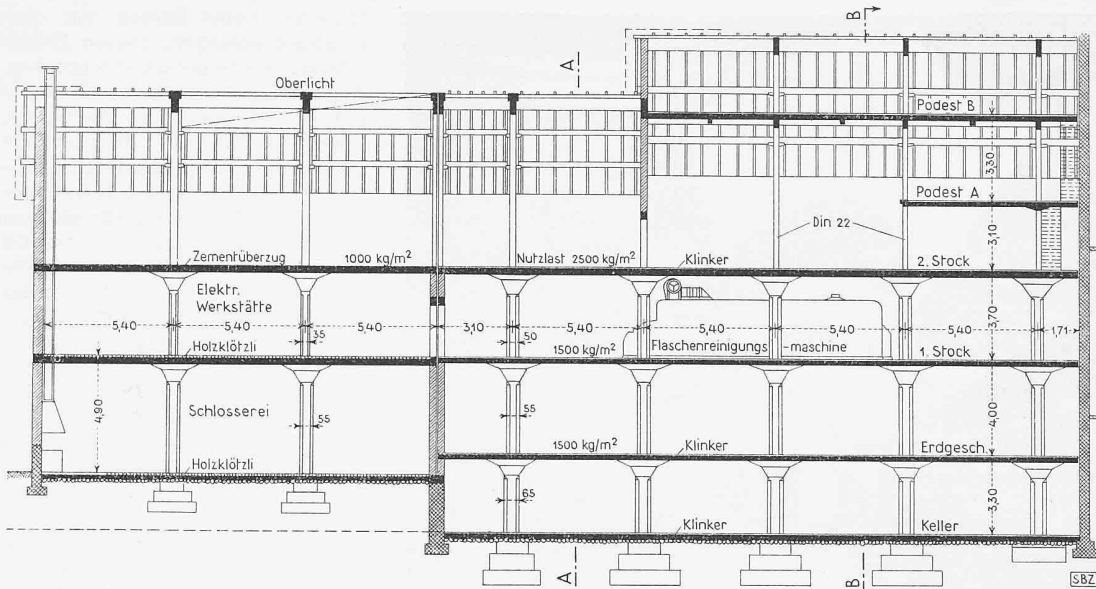 B
A
Oberlicht
Podest B
3,30
Podest A
Din 22
3,10
Zementüberzug 1000 kg/m² Nutzlast 2500 kg/m² Klinker 2. Stock
Elektr.
Werkstätte
5,40 5,40 5,40 3,10 5,40 5,40 5,40 5,40 1,71
3,70
35 50
Holzklötzli 1500 kg/m² Flaschenreinigungs-maschine 1. Stock
4,90
Schlosserei
55 55
4,00
1500 kg/m² Klinker Erdgesch.
Holzklötzli
65
3,30
Klinker Keller
A
B
SBZ